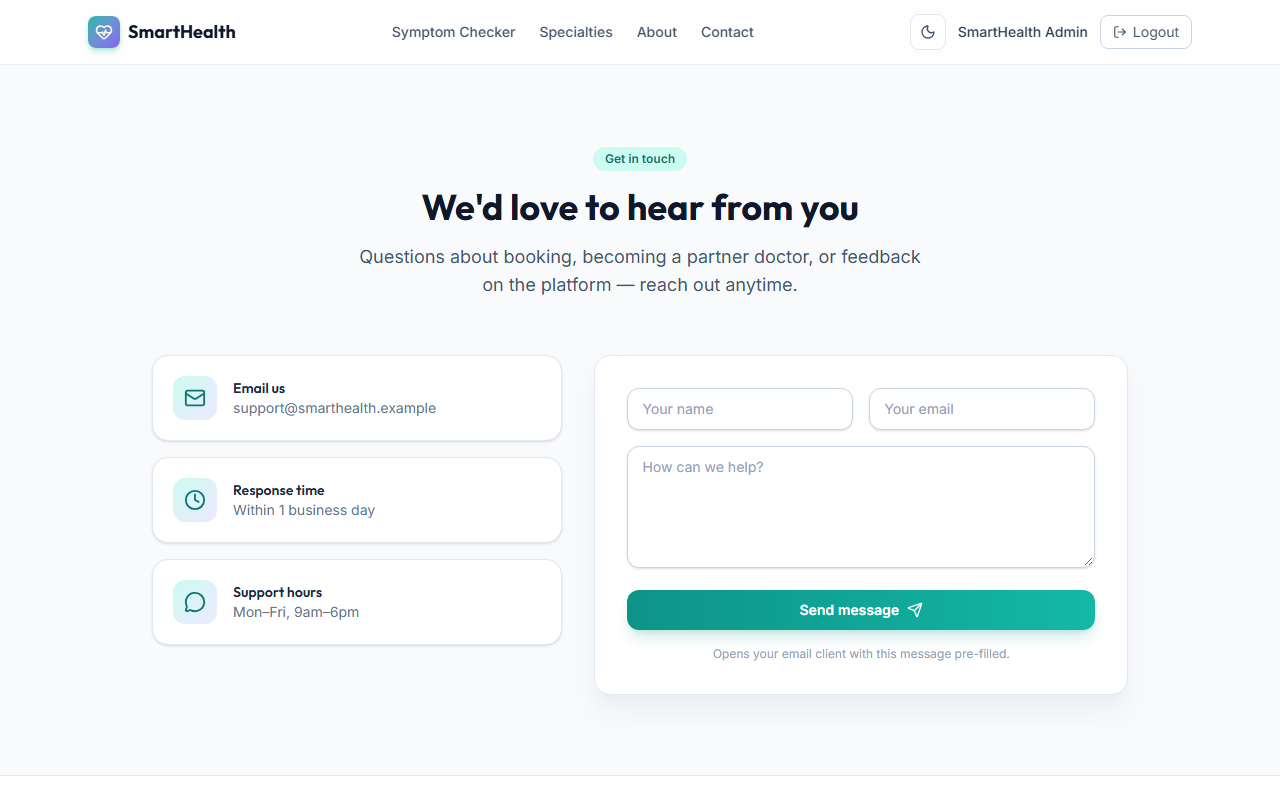 SmartHealth
Symptom Checker
Specialties
About
Contact
SmartHealth Admin
Logout
Get in touch
We'd love to hear from you
Questions about booking, becoming a partner doctor, or feedback
on the platform — reach out anytime.
Email us
support@smarthealth.example
Response time
Within 1 business day
Support hours
Mon–Fri, 9am–6pm
Your name
Your email
How can we help?
Send message
Opens your email client with this message pre-filled.